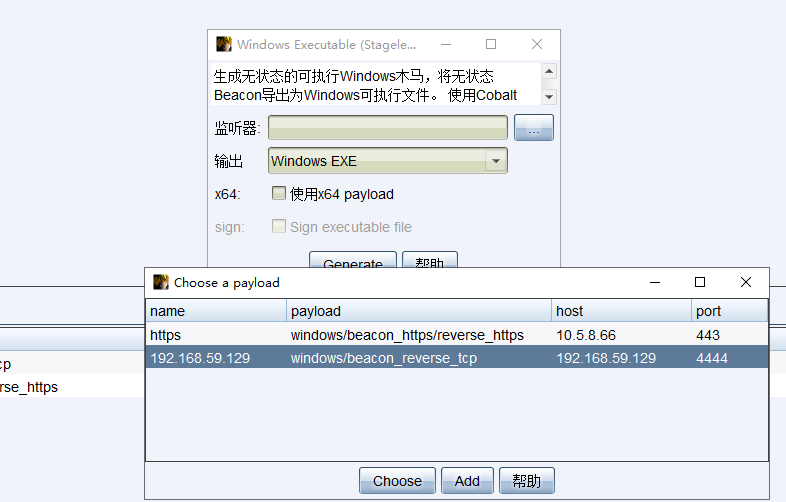 Windows Executable (Stagele...
生成无状态的可执行Windows木马，将无状态
Beacon导出为Windows可执行文件。 使用Cobalt
监听器:
...
输出
Windows EXE
x64:
使用x64 payload
sign:
Sign executable file
Generate
帮助
Choose a payload
name payload host port
https windows/beacon_https/reverse_https 10.5.8.66 443
192.168.59.129 windows/beacon_reverse_tcp 192.168.59.129 4444
cp
rse_https
Choose Add 帮助